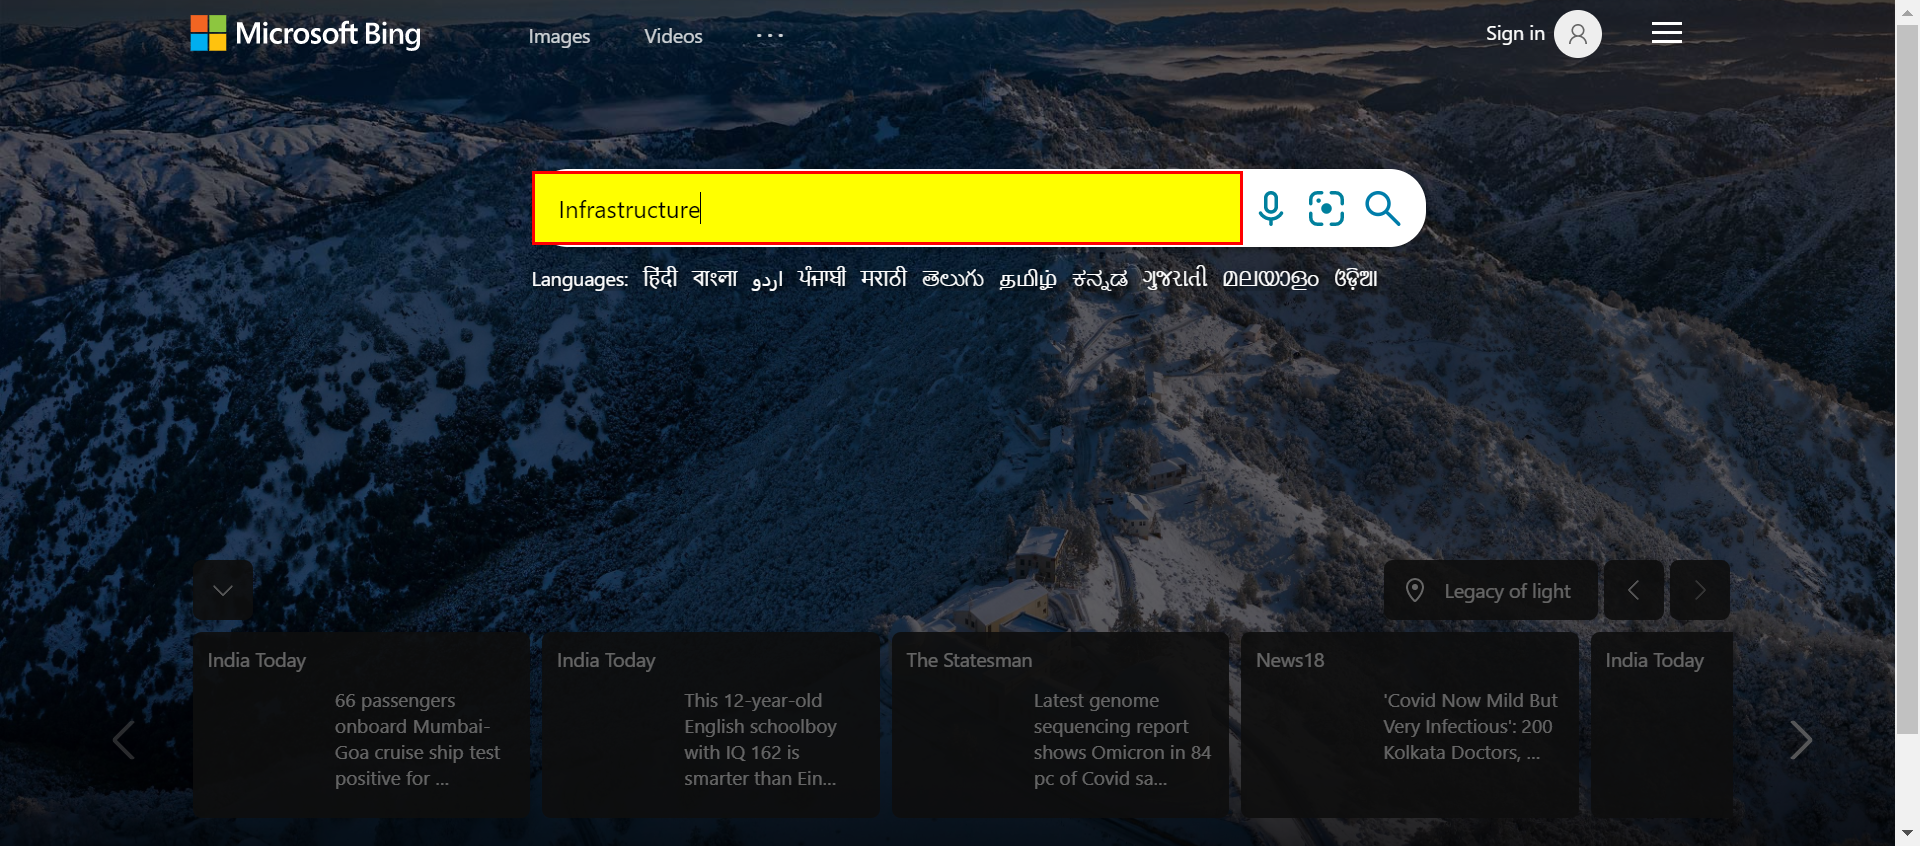 Microsoft Bing
Images
Videos
Sign in
Infrastructure
Languages: हिंदी বাংলা اردو ਪੰਜਾਬੀ मराठी తెలుగు தமிழ் ಕನ್ನಡ ગુજરાતી മലയാളം ଓଡ଼ିଆ
Legacy of light
India Today
66 passengers
onboard Mumbai-
Goa cruise ship test
positive for ...
India Today
This 12-year-old
English schoolboy
with IQ 162 is
smarter than Ein...
The Statesman
Latest genome
sequencing report
shows Omicron in 84
pc of Covid sa...
News18
'Covid Now Mild But
Very Infectious': 200
Kolkata Doctors, ...
India Today